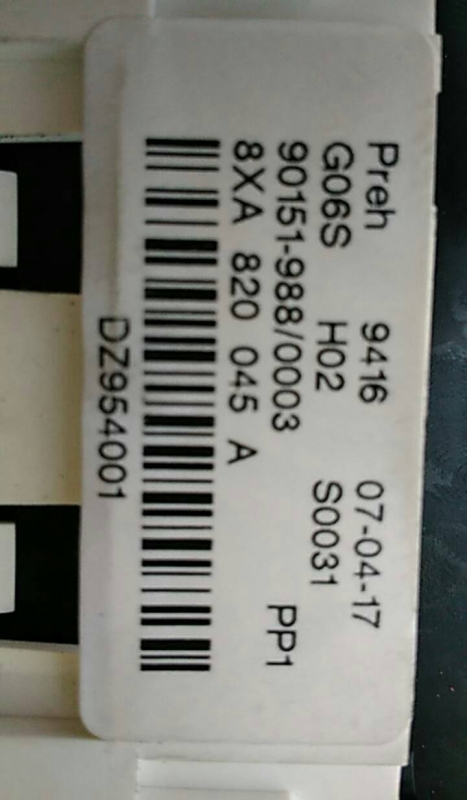 Preh 9416 07-04-17
G06S H02 S0031
90151-988/0003 PP1
8XA 820 045 A
DZ954001